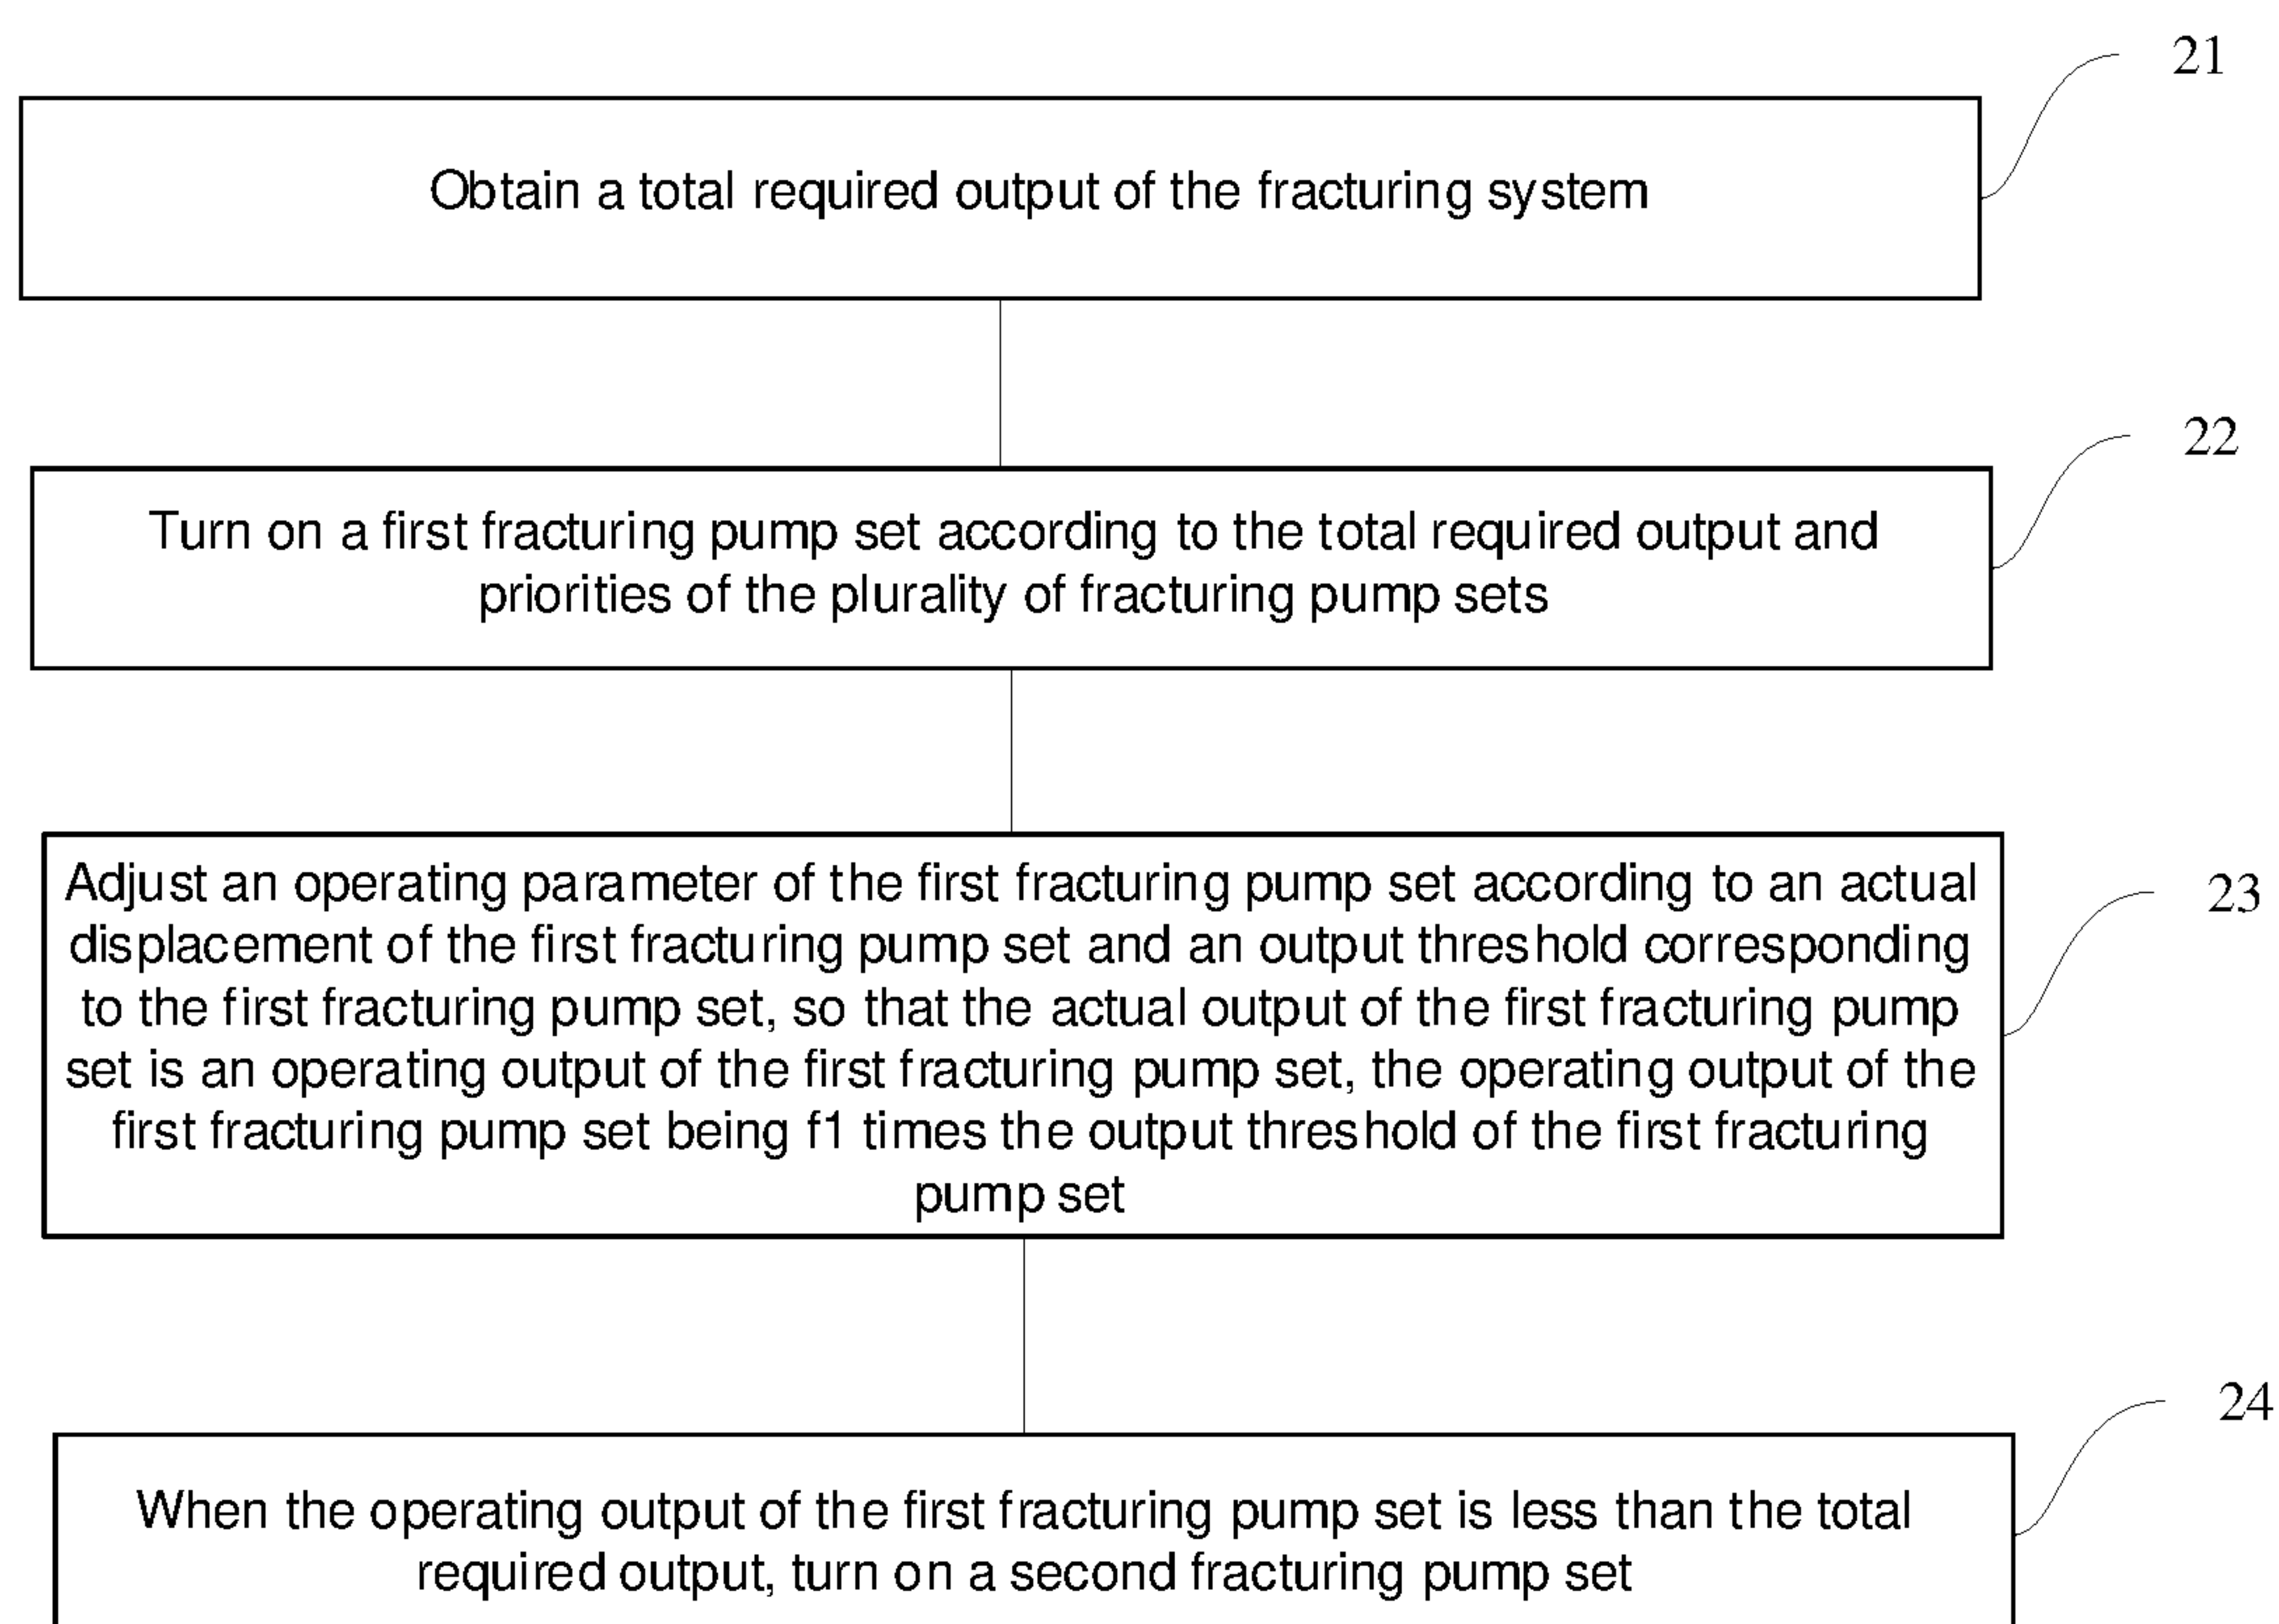 21
Obtain a total required output of the fracturing system
22
Turn on a first fracturing pump set according to the total required output and
priorities of the plurality of fracturing pump sets
23
Adjust an operating parameter of the first fracturing pump set according to an actual
displacement of the first fracturing pump set and an output threshold corresponding
to the first fracturing pump set, so that the actual output of the first fracturing pump
set is an operating output of the first fracturing pump set, the operating output of the
first fracturing pump set being f1 times the output threshold of the first fracturing
pump set
24
When the operating output of the first fracturing pump set is less than the total
required output, turn on a second fracturing pump set